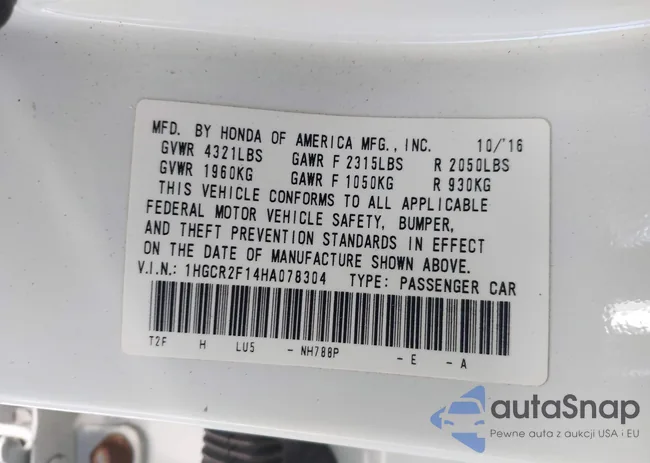 MFD. BY HONDA OF AMERICA MFG., INC. 10/'16
GVWR 4321LBS GAWR F 2315LBS R 2050LBS
GVWR 1960KG GAWR F 1050KG R 930KG
THIS VEHICLE CONFORMS TO ALL APPLICABLE
FEDERAL MOTOR VEHICLE SAFETY, BUMPER,
AND THEFT PREVENTION STANDARDS IN EFFECT
ON THE DATE OF MANUFACTURE SHOWN ABOVE.
V.I.N.: 1HGCR2F14HA078304 TYPE: PASSENGER CAR
T2F H LU5 - NH788P - E - A
autaSnap
Pewne auta z aukcji USA i EU